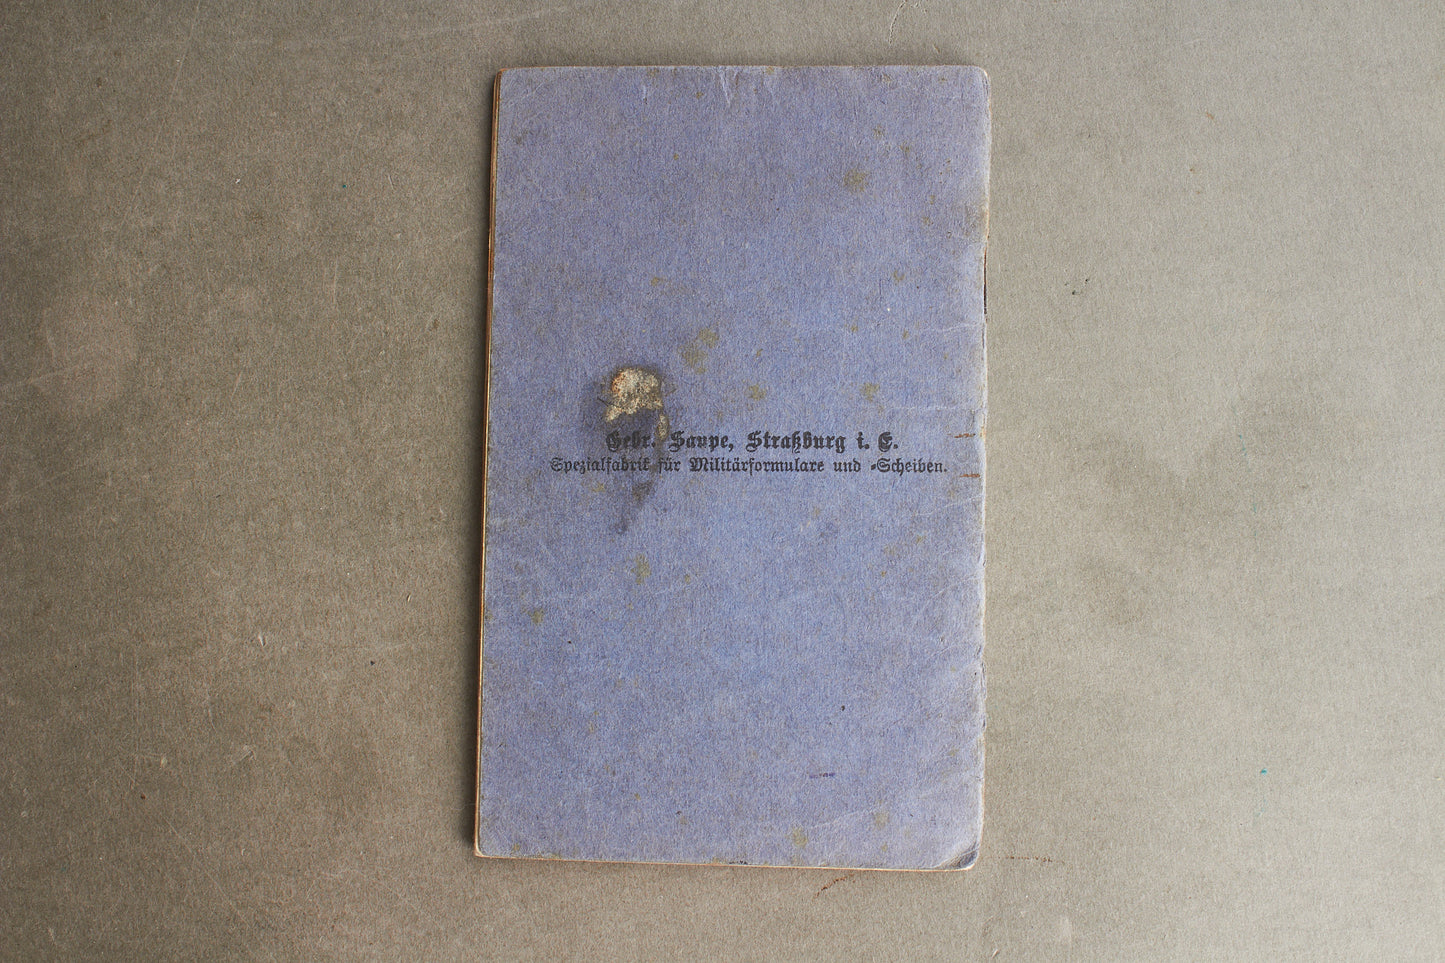 Gebr. Saupe, Straßburg i. E.
Spezialfabrik für Militärformulare und -Scheiben.